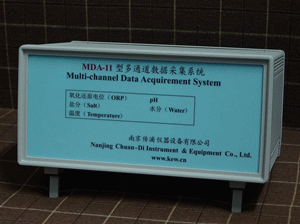 MDA-11 型多通道数据采集系统
Multi-channel Data Acquirement System
氧化还原电位（ORP） pH
盐分（Salt） 水分（Water）
温度（Temperature）
南京传滴仪器设备有限公司
Nanjing Chuan-Di Instrument & Equipment Co., Ltd.
www.kew.cn